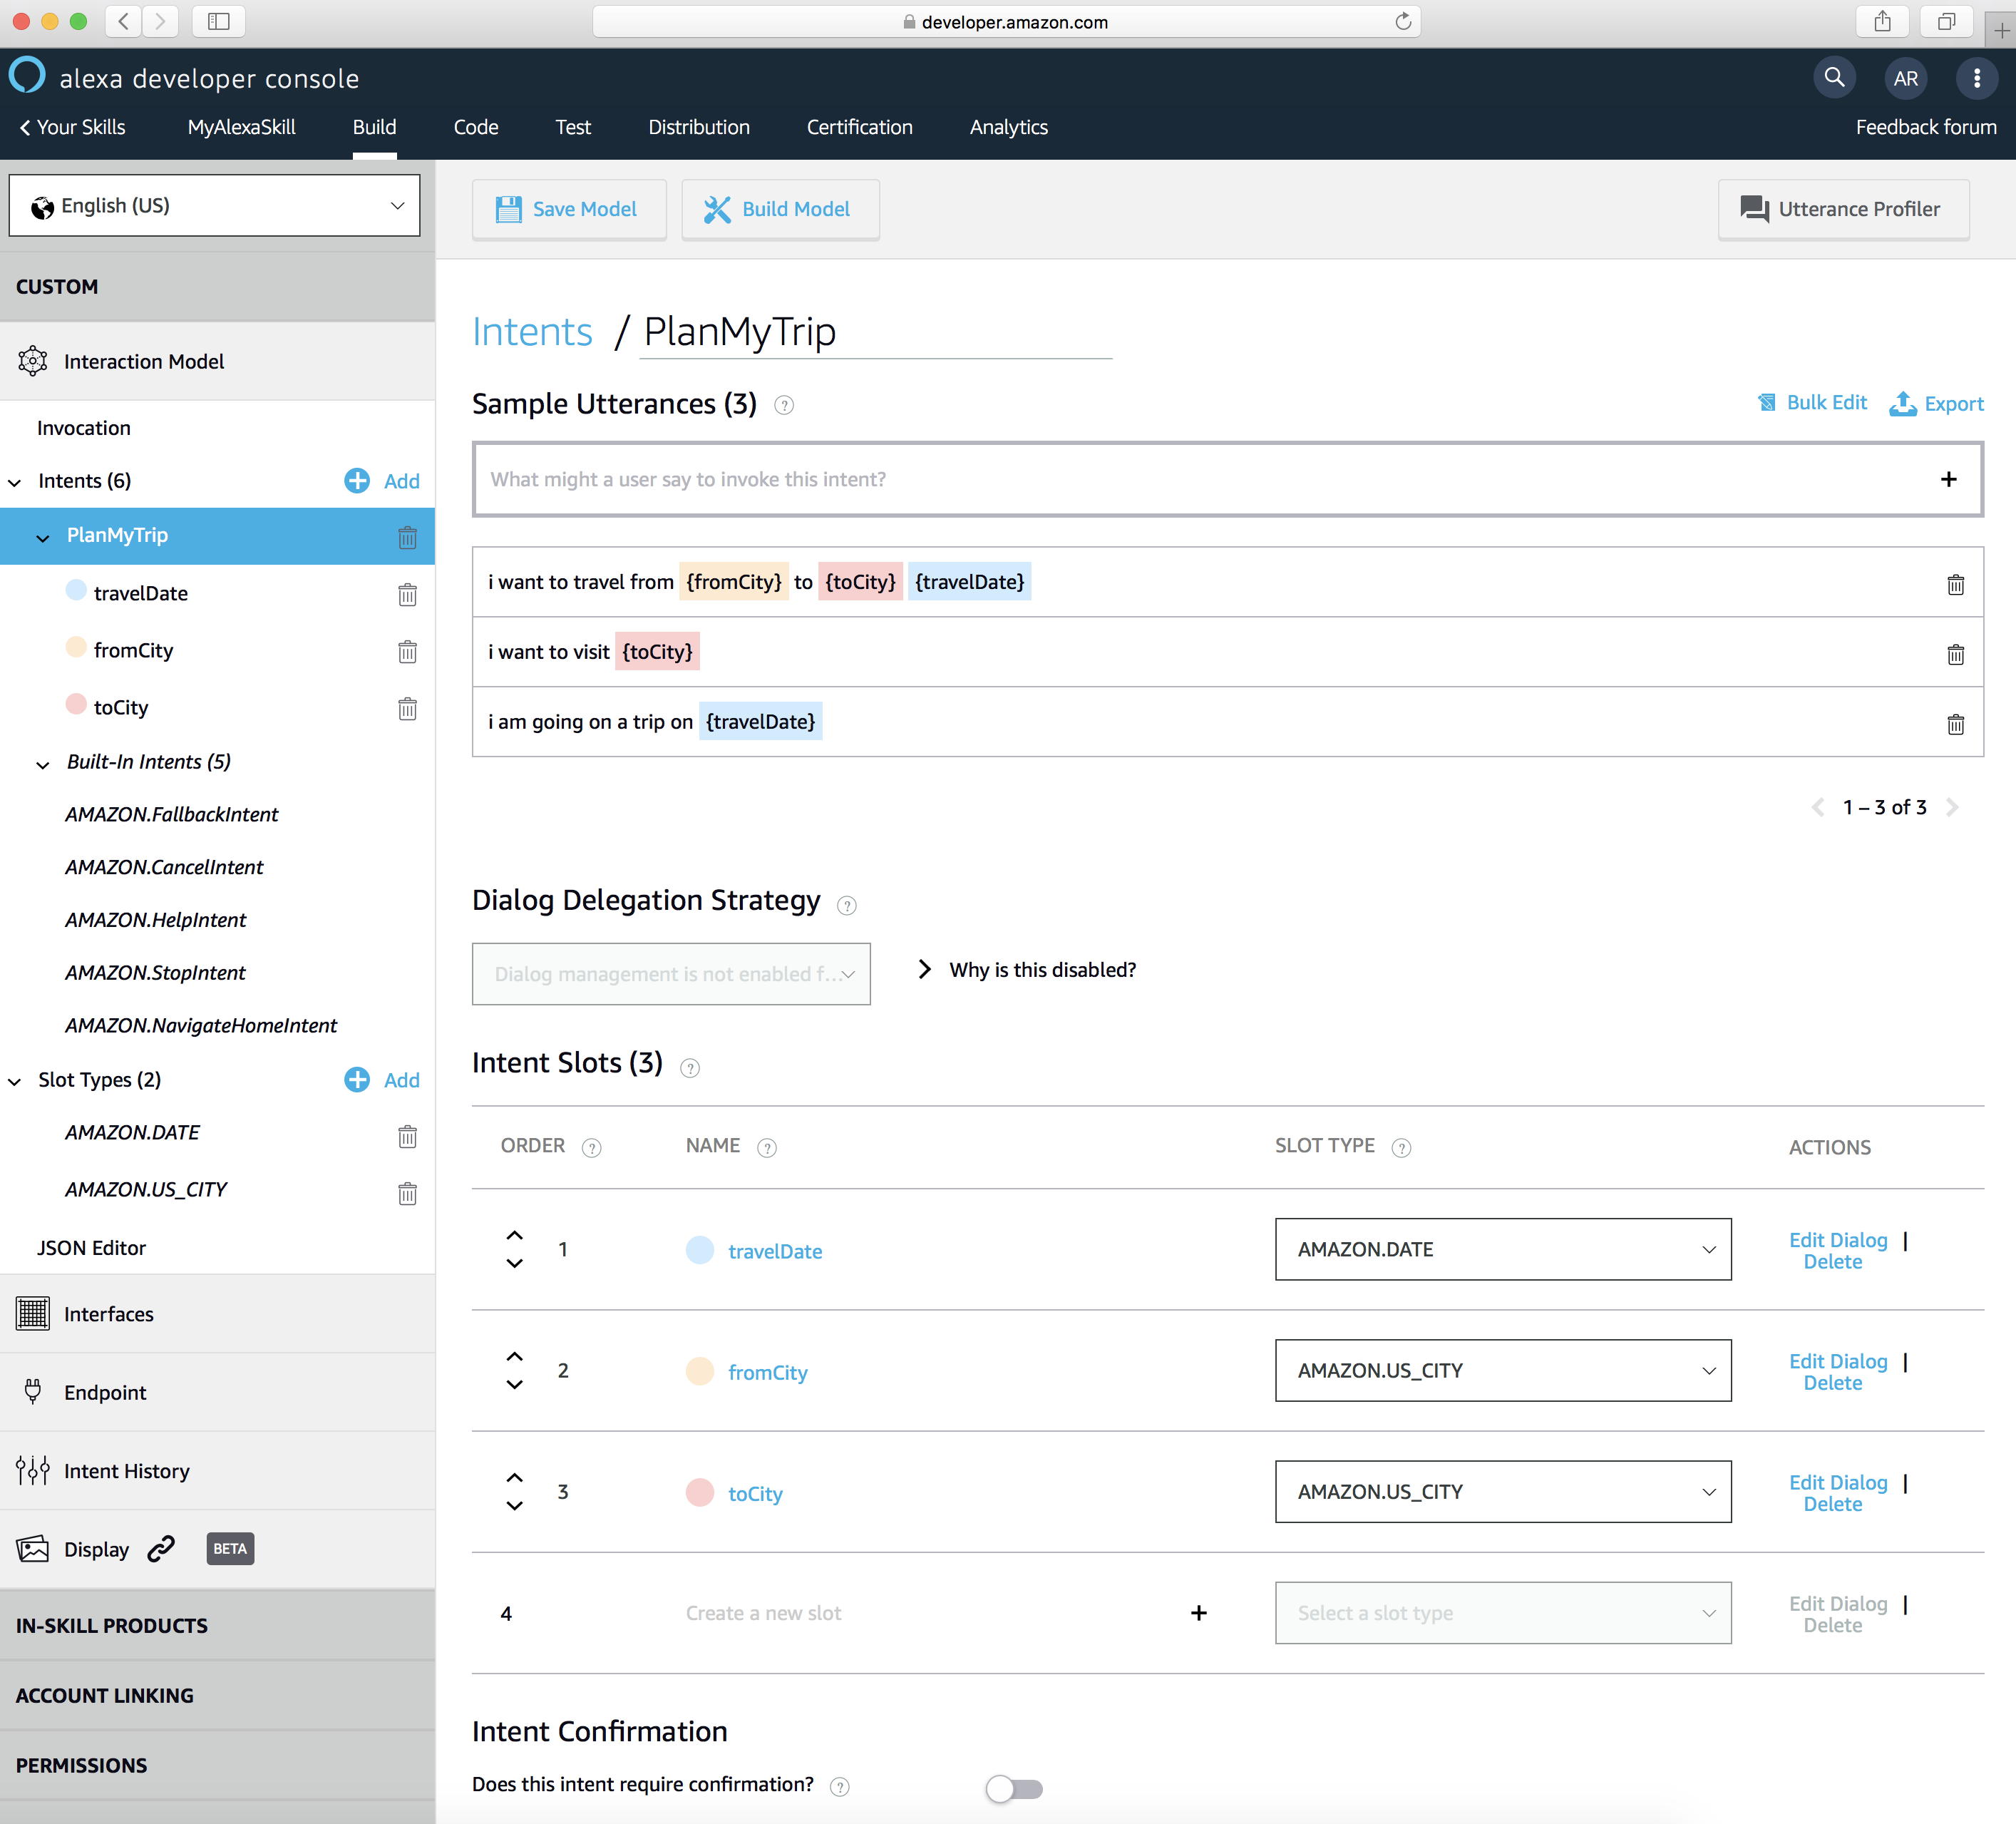 developer.amazon.com
alexa developer console
AR
Your Skills
MyAlexaSkill
Build
Code
Test
Distribution
Certification
Analytics
Feedback forum
English (US)
Save Model
Build Model
Utterance Profiler
CUSTOM
Interaction Model
Invocation
Intents (6)
Add
PlanMyTrip
travelDate
fromCity
toCity
Built-In Intents (5)
AMAZON.FallbackIntent
AMAZON.CancelIntent
AMAZON.HelpIntent
AMAZON.StopIntent
AMAZON.NavigateHomeIntent
Slot Types (2)
Add
AMAZON.DATE
AMAZON.US_CITY
JSON Editor
Interfaces
Endpoint
Intent History
Display
BETA
IN-SKILL PRODUCTS
ACCOUNT LINKING
PERMISSIONS
Intents / PlanMyTrip
Sample Utterances (3) ?
Bulk Edit
Export
What might a user say to invoke this intent?
i want to travel from {fromCity} to {toCity} {travelDate}
i want to visit {toCity}
i am going on a trip on {travelDate}
1 – 3 of 3
Dialog Delegation Strategy ?
Dialog management is not enabled f...
Why is this disabled?
Intent Slots (3) ?
ORDER ?
NAME ?
SLOT TYPE ?
ACTIONS
1
travelDate
AMAZON.DATE
Edit Dialog |
Delete
2
fromCity
AMAZON.US_CITY
Edit Dialog |
Delete
3
toCity
AMAZON.US_CITY
Edit Dialog |
Delete
4
Create a new slot
Select a slot type
Edit Dialog |
Delete
Intent Confirmation
Does this intent require confirmation? ?